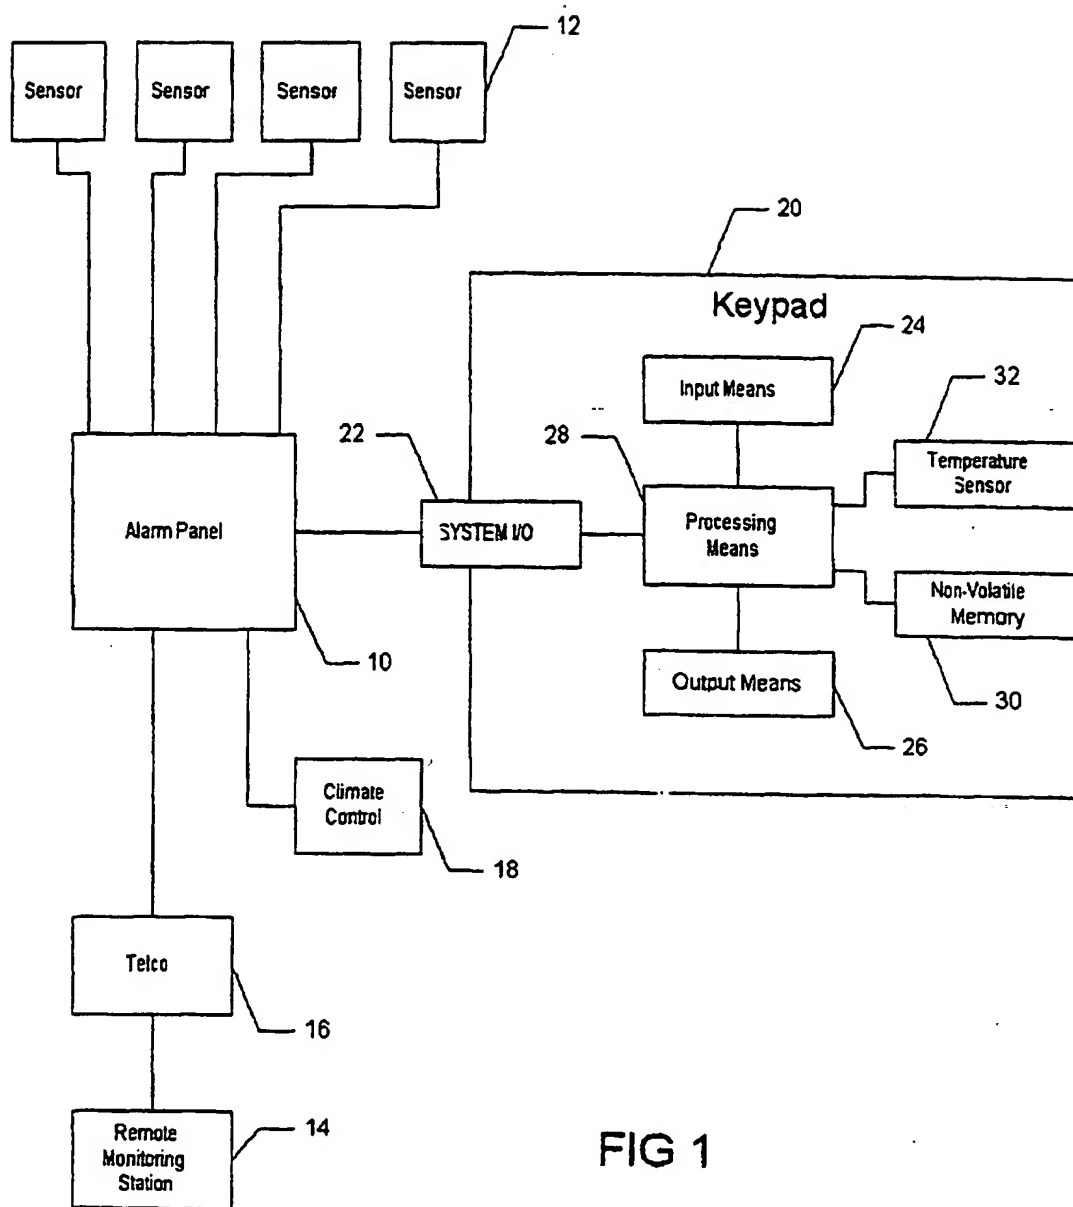 12
Sensor
Sensor
Sensor
Sensor
20
Keypad
24
Input Means
32
22
28
Temperature
Sensor
Alarm Panel
SYSTEM I/O
Processing
Means
Non-Volatile
Memory
10
Output Means
30
26
Climate
Control
18
Telco
16
14
Remote
Monitoring
Station
FIG 1